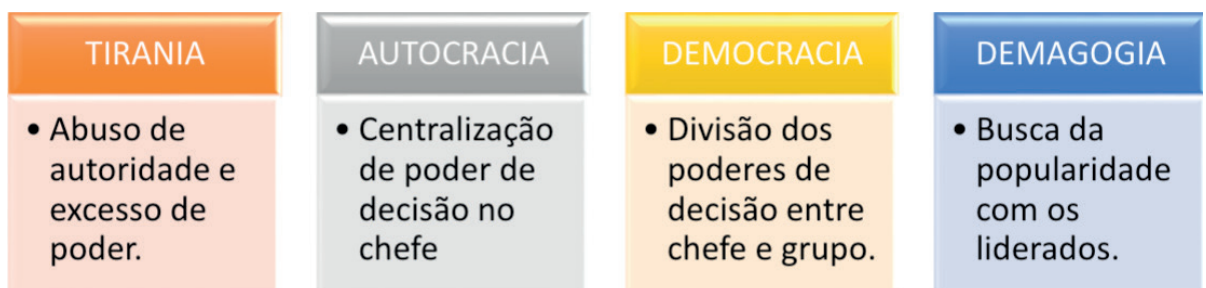 TIRANIA
• Abuso de
autoridade e
excesso de
poder.
AUTOCRACIA
• Centralização
de poder de
decisão no
chefe
DEMOCRACIA
• Divisão dos
poderes de
decisão entre
chefe e grupo.
DEMAGOGIA
• Busca da
popularidade
com os
liderados.